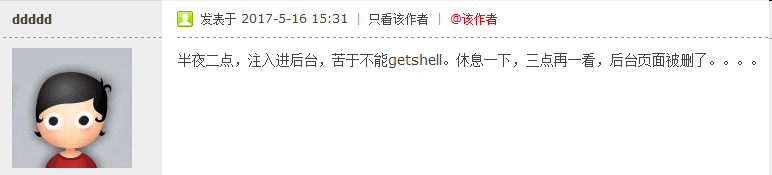 ddddd
发表于 2017-5-16 15:31 | 只看该作者 | @该作者
半夜二点，注入进后台，苦于不能getshell。休息一下，三点再一看，后台页面被删了。。。。